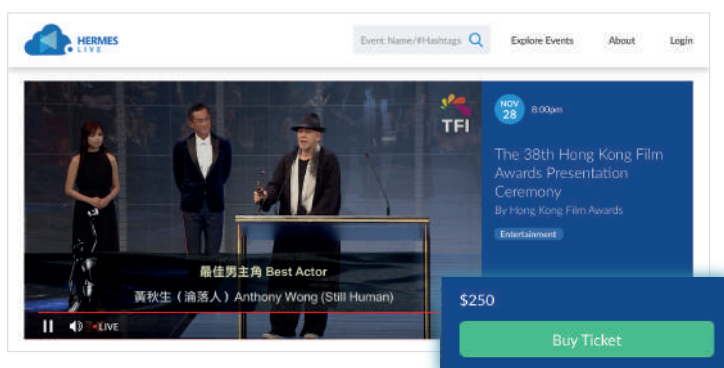 HERMES
LIVE
Event Name/#Hashtags
Explore Events
About
Login
TFI
最佳男主角 Best Actor
黃秋生（淪落人）Anthony Wong (Still Human)
LIVE
NOV
28
8:00pm
The 38th Hong Kong Film
Awards Presentation
Ceremony
By Hong Kong Film Awards
Entertainment
$250
Buy Ticket